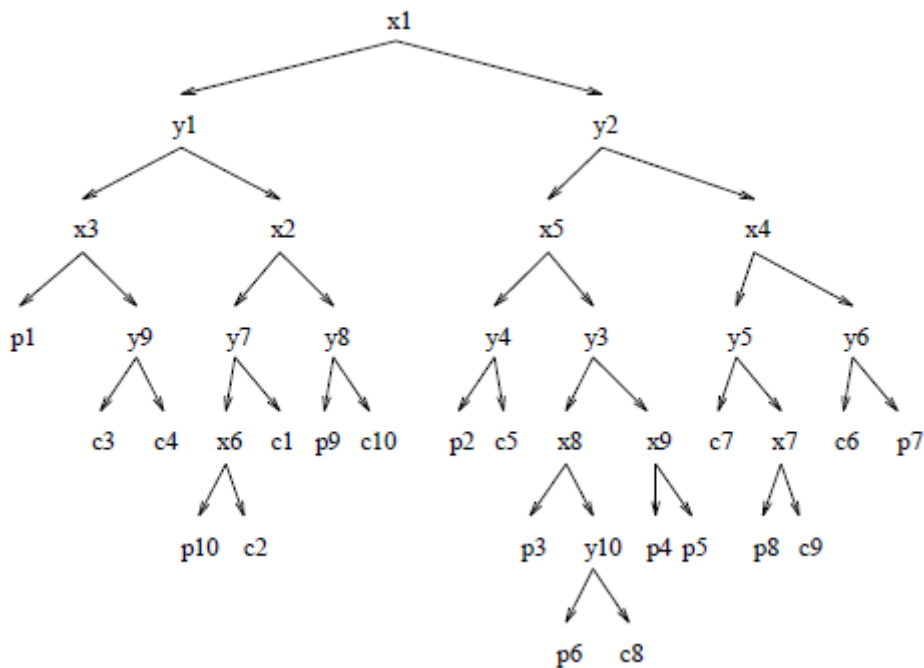 x1
y1 y2
x3 x2 x5 x4
p1 y9 y7 y8 y4 y3 y5 y6
c3 c4 x6 c1 p9 c10 p2 c5 x8 x9 c7 x7 c6 p7
p10 c2 p3 y10 p4 p5 p8 c9
p6 c8